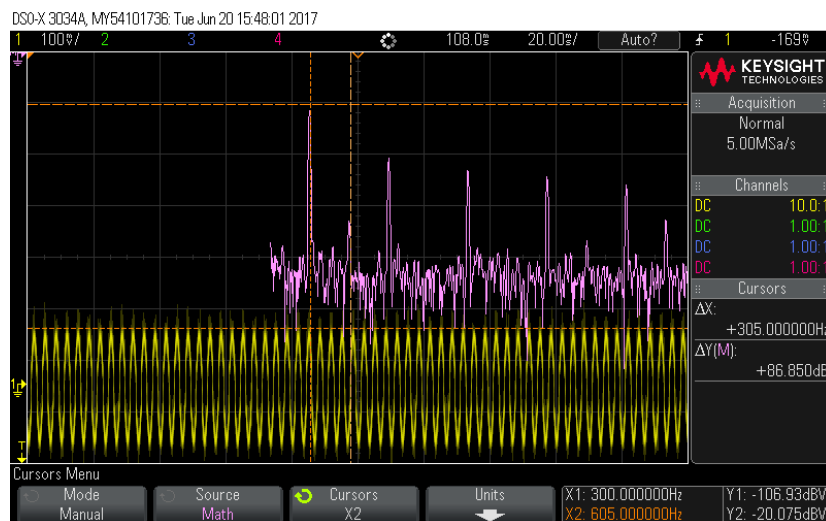 DSO-X 3034A, MY54101736: Tue Jun 20 15:48:01 2017
1 100V/ 2 3 4 108.0s 20.00s/ Auto? 1 -169V
KEYSIGHT
TECHNOLOGIES
Acquisition
Normal
5.00MSa/s
Channels
DC 10.0:1
DC 1.00:1
DC 1.00:1
DC 1.00:1
Cursors
ΔX:
+305.000000Hz
ΔY(M):
+86.850dB
1
T
Cursors Menu
Mode Source Cursors Units X1: 300.000000Hz Y1: -106.93dBV
Manual Math X2 X2: 605.000000Hz Y2: -20.075dBV